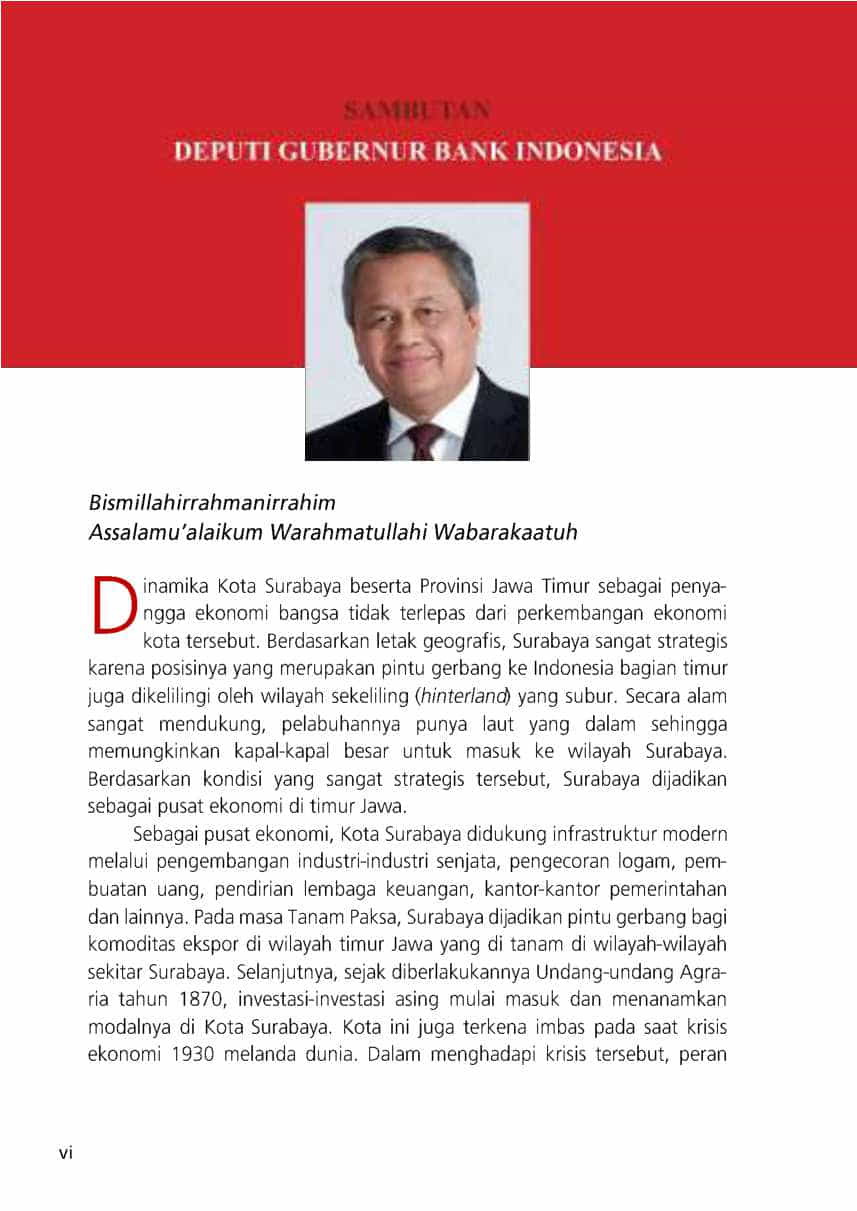 SAMBUTAN
DEPUTI GUBERNUR BANK INDONESIA
Bismillahirrahmanirrahim
Assalamu’alaikum Warahmatullahi Wabarakaatuh
Dinamika Kota Surabaya beserta Provinsi Jawa Timur sebagai penya-
ngga ekonomi bangsa tidak terlepas dari perkembangan ekonomi
kota tersebut. Berdasarkan letak geografis, Surabaya sangat strategis
karena posisinya yang merupakan pintu gerbang ke Indonesia bagian timur
juga dikelilingi oleh wilayah sekeliling (hinterland) yang subur. Secara alam
sangat mendukung, pelabuhannya punya laut yang dalam sehingga
memungkinkan kapal-kapal besar untuk masuk ke wilayah Surabaya.
Berdasarkan kondisi yang sangat strategis tersebut, Surabaya dijadikan
sebagai pusat ekonomi di timur Jawa.
Sebagai pusat ekonomi, Kota Surabaya didukung infrastruktur modern
melalui pengembangan industri-industri senjata, pengecoran logam, pem-
buatan uang, pendirian lembaga keuangan, kantor-kantor pemerintahan
dan lainnya. Pada masa Tanam Paksa, Surabaya dijadikan pintu gerbang bagi
komoditas ekspor di wilayah timur Jawa yang di tanam di wilayah-wilayah
sekitar Surabaya. Selanjutnya, sejak diberlakukannya Undang-undang Agra-
ria tahun 1870, investasi-investasi asing mulai masuk dan menanamkan
modalnya di Kota Surabaya. Kota ini juga terkena imbas pada saat krisis
ekonomi 1930 melanda dunia. Dalam menghadapi krisis tersebut, peran
vi